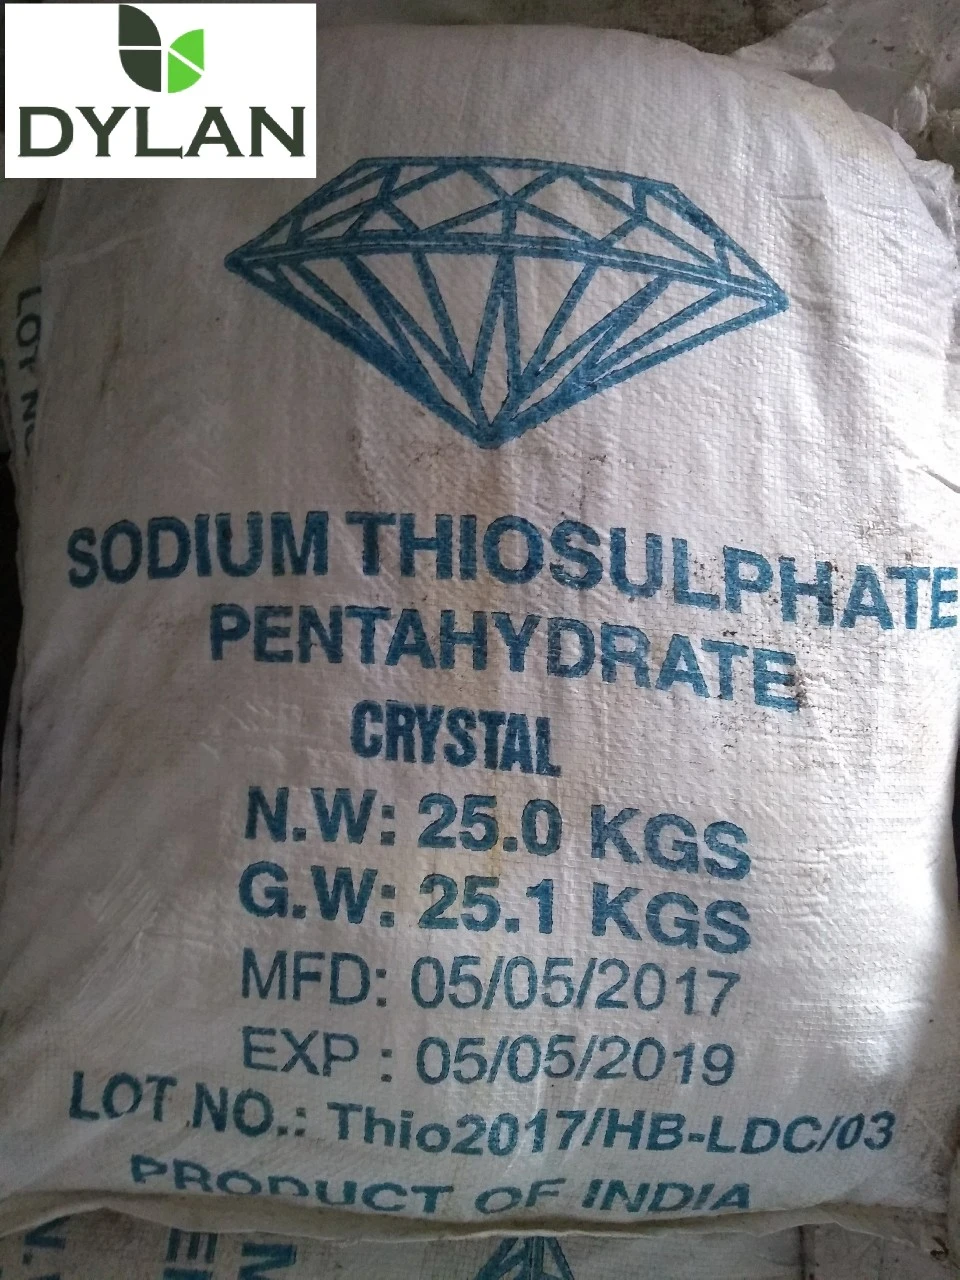 DYLAN
SODIUM THIOSULPHATE
PENTAHYDRATE
CRYSTAL
N.W: 25.0 KGS
G.W: 25.1 KGS
MFD: 05/05/2017
EXP : 05/05/2019
LOT NO.: Thio2017/HB-LDC/03
PRODUCT OF INDIA
LOT